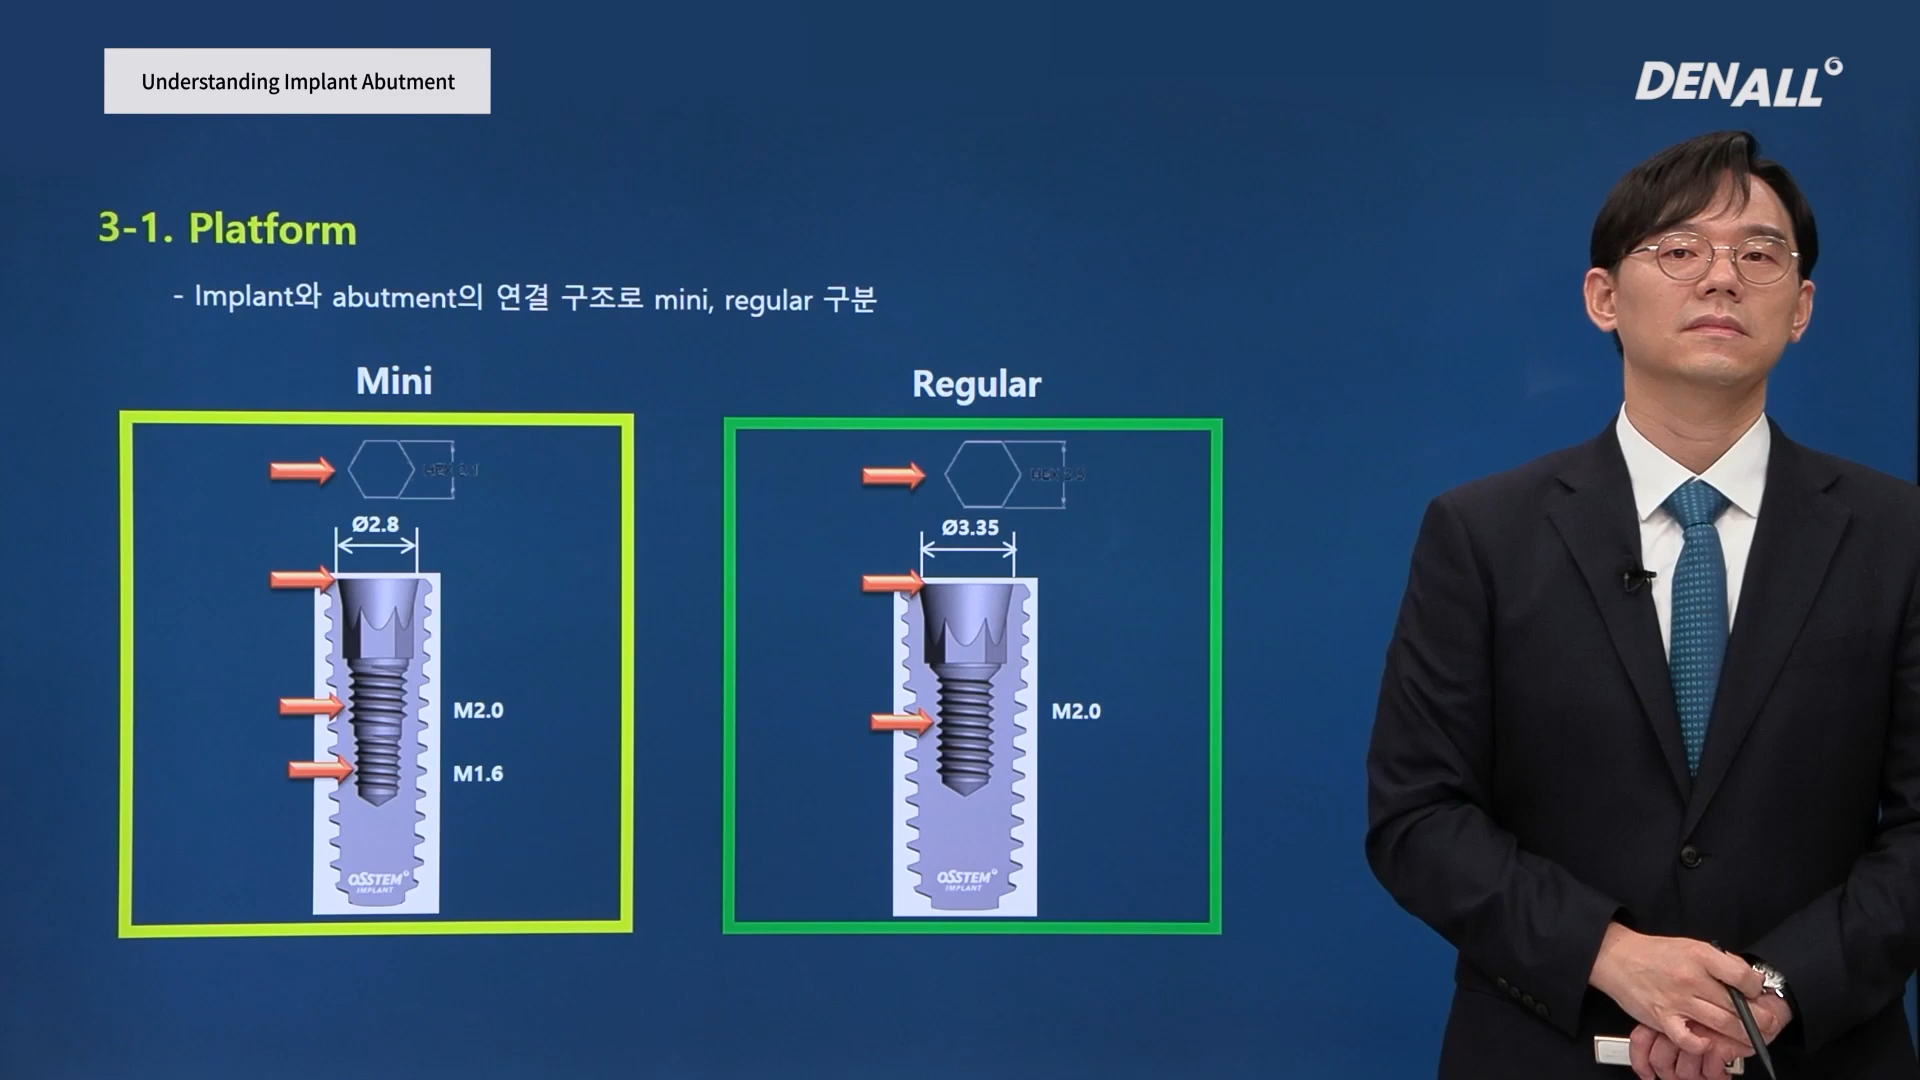 Understanding Implant Abutment
DENALL
3-1. Platform
- Implant와 abutment의 연결 구조로 mini, regular 구분
Mini
Regular
Ø2.8
Ø3.35
M2.0
M1.6
M2.0
OSSTEM
IMPLANT
OSSTEM
IMPLANT